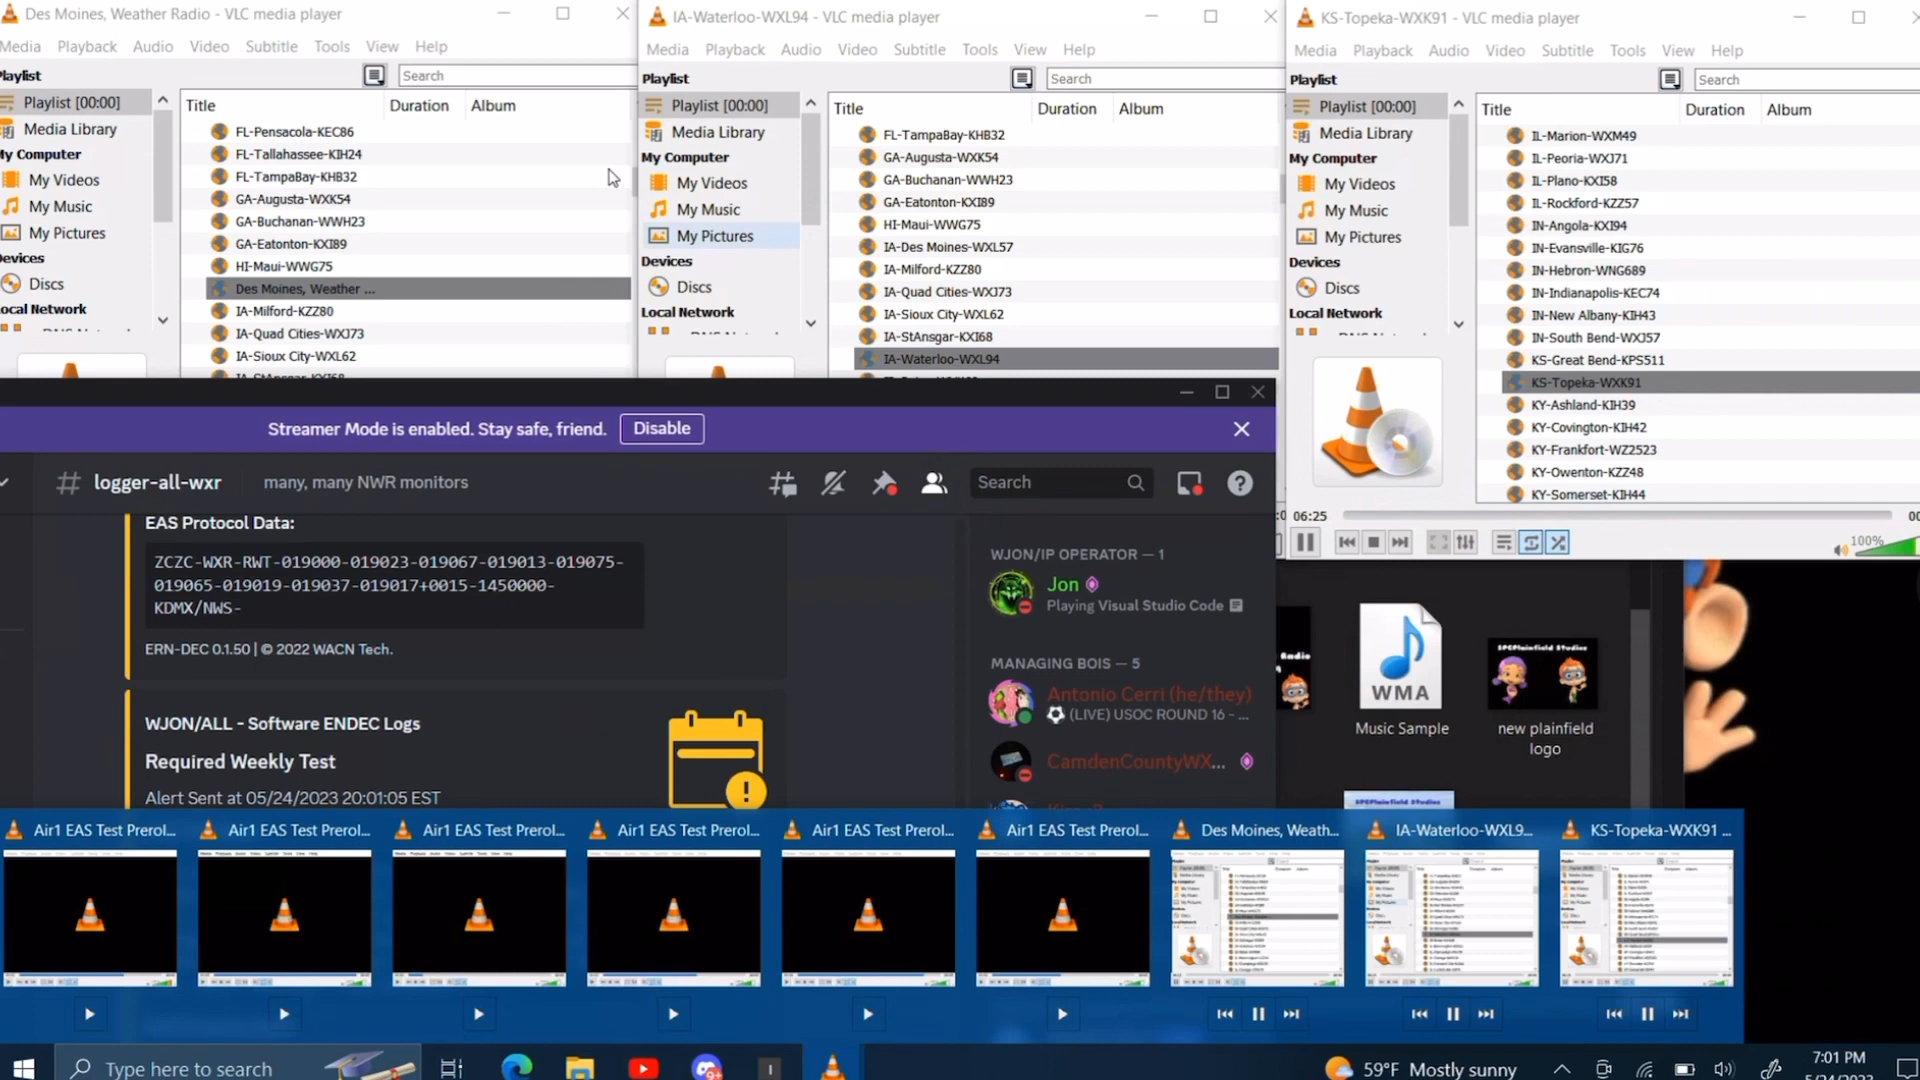 Des Moines, Weather Radio - VLC media player
Media Playback Audio Video Subtitle Tools View Help
Playlist
Search
Playlist [00:00]
Media Library
My Computer
My Videos
My Music
My Pictures
Devices
Discs
Local Network
Title Duration Album
FL-Pensacola-KEC86
FL-Tallahassee-KIH24
FL-TampaBay-KHB32
GA-Augusta-WXK54
GA-Buchanan-WWH23
GA-Eatonton-KXI89
HI-Maui-WWG75
Des Moines, Weather ...
IA-Milford-KZZ80
IA-Quad Cities-WXJ73
IA-Sioux City-WXL62
IA-StAnsgar-KXI68
IA-Waterloo-WXL94 - VLC media player
Media Playback Audio Video Subtitle Tools View Help
Playlist
Search
Playlist [00:00]
Media Library
My Computer
My Videos
My Music
My Pictures
Devices
Discs
Local Network
Title Duration Album
FL-TampaBay-KHB32
GA-Augusta-WXK54
GA-Buchanan-WWH23
GA-Eatonton-KXI89
HI-Maui-WWG75
IA-Des Moines-WXL57
IA-Milford-KZZ80
IA-Quad Cities-WXJ73
IA-Sioux City-WXL62
IA-StAnsgar-KXI68
IA-Waterloo-WXL94
KS-Topeka-WXK91 - VLC media player
Media Playback Audio Video Subtitle Tools View Help
Playlist
Search
Playlist [00:00]
Media Library
My Computer
My Videos
My Music
My Pictures
Devices
Discs
Local Network
Title Duration Album
IL-Marion-WXM49
IL-Peoria-WXJ71
IL-Plano-KXI58
IL-Rockford-KZZ57
IN-Angola-KXI94
IN-Evansville-KIG76
IN-Hebron-WNG689
IN-Indianapolis-KEC74
IN-New Albany-KIH43
IN-South Bend-WXJ57
KS-Great Bend-KPS511
KS-Topeka-WXK91
KY-Ashland-KIH39
KY-Covington-KIH42
KY-Frankfort-WZ2523
KY-Owenton-KZZ48
KY-Somerset-KIH44
06:25
100%
Streamer Mode is enabled. Stay safe, friend. Disable
# logger-all-wxr many, many NWR monitors
Search
EAS Protocol Data:
ZCZC-WXR-RWT-019000-019023-019067-019013-019075-
019065-019019-019037-019017+0015-1450000-
KDMX/NWS-
ERN-DEC 0.1.50 | © 2022 WACN Tech.
WJON/ALL - Software ENDEC Logs
Required Weekly Test
Alert Sent at 05/24/2023 20:01:05 EST
WJON/IP OPERATOR — 1
Jon
Playing Visual Studio Code
MANAGING BOIS — 5
Antonio Cerri (he/they)
(LIVE) USOC ROUND 16 - ...
CamdenCountyWX...
WMA
Music Sample
SPCPlainfield Studios
new plainfield
logo
SPCPlainfield Studios
Air1 EAS Test Prerol...
Air1 EAS Test Prerol...
Air1 EAS Test Prerol...
Air1 EAS Test Prerol...
Air1 EAS Test Prerol...
Air1 EAS Test Prerol...
Des Moines, Weath...
IA-Waterloo-WXL9...
KS-Topeka-WXK91 ...
Type here to search
59°F Mostly sunny
7:01 PM
5/24/2023